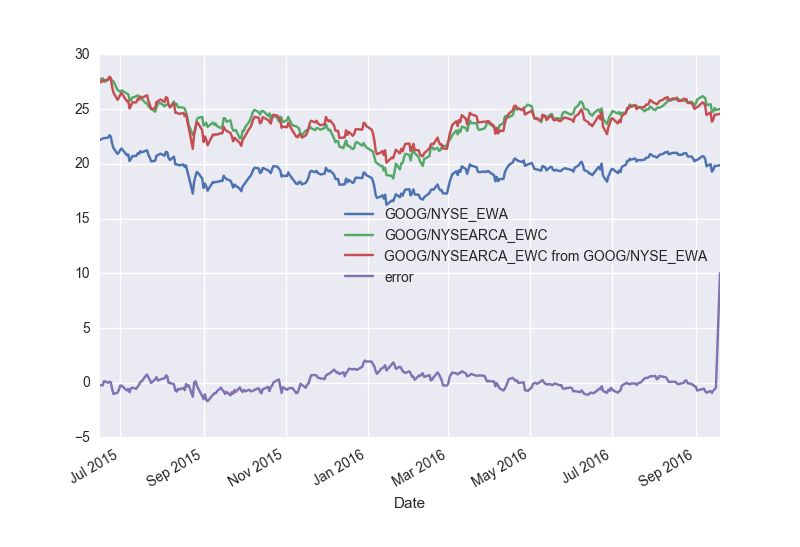 30
25
20
15
10
5
0
−5
GOOG/NYSE_EWA
GOOG/NYSEARCA_EWC
GOOG/NYSEARCA_EWC from GOOG/NYSE_EWA
error
Jul 2015
Sep 2015
Nov 2015
Jan 2016
Mar 2016
May 2016
Jul 2016
Sep 2016
Date